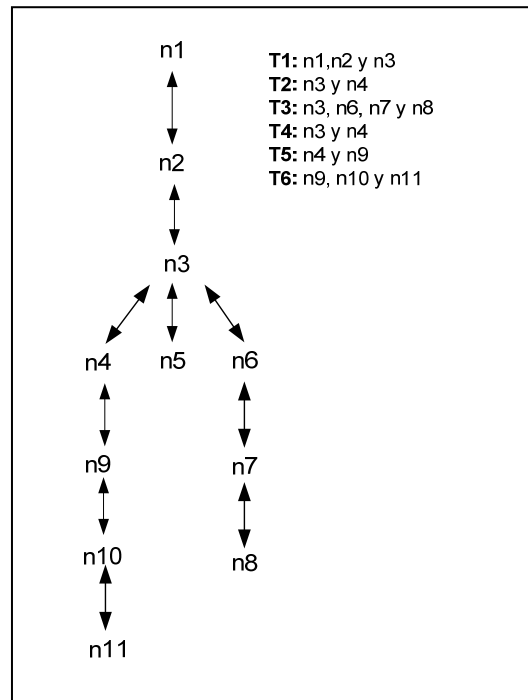 n1
T1: n1,n2 y n3
T2: n3 y n4
T3: n3, n6, n7 y n8
T4: n3 y n4
T5: n4 y n9
T6: n9, n10 y n11
n2
n3
n4 n5 n6
n9 n7
n10 n8
n11